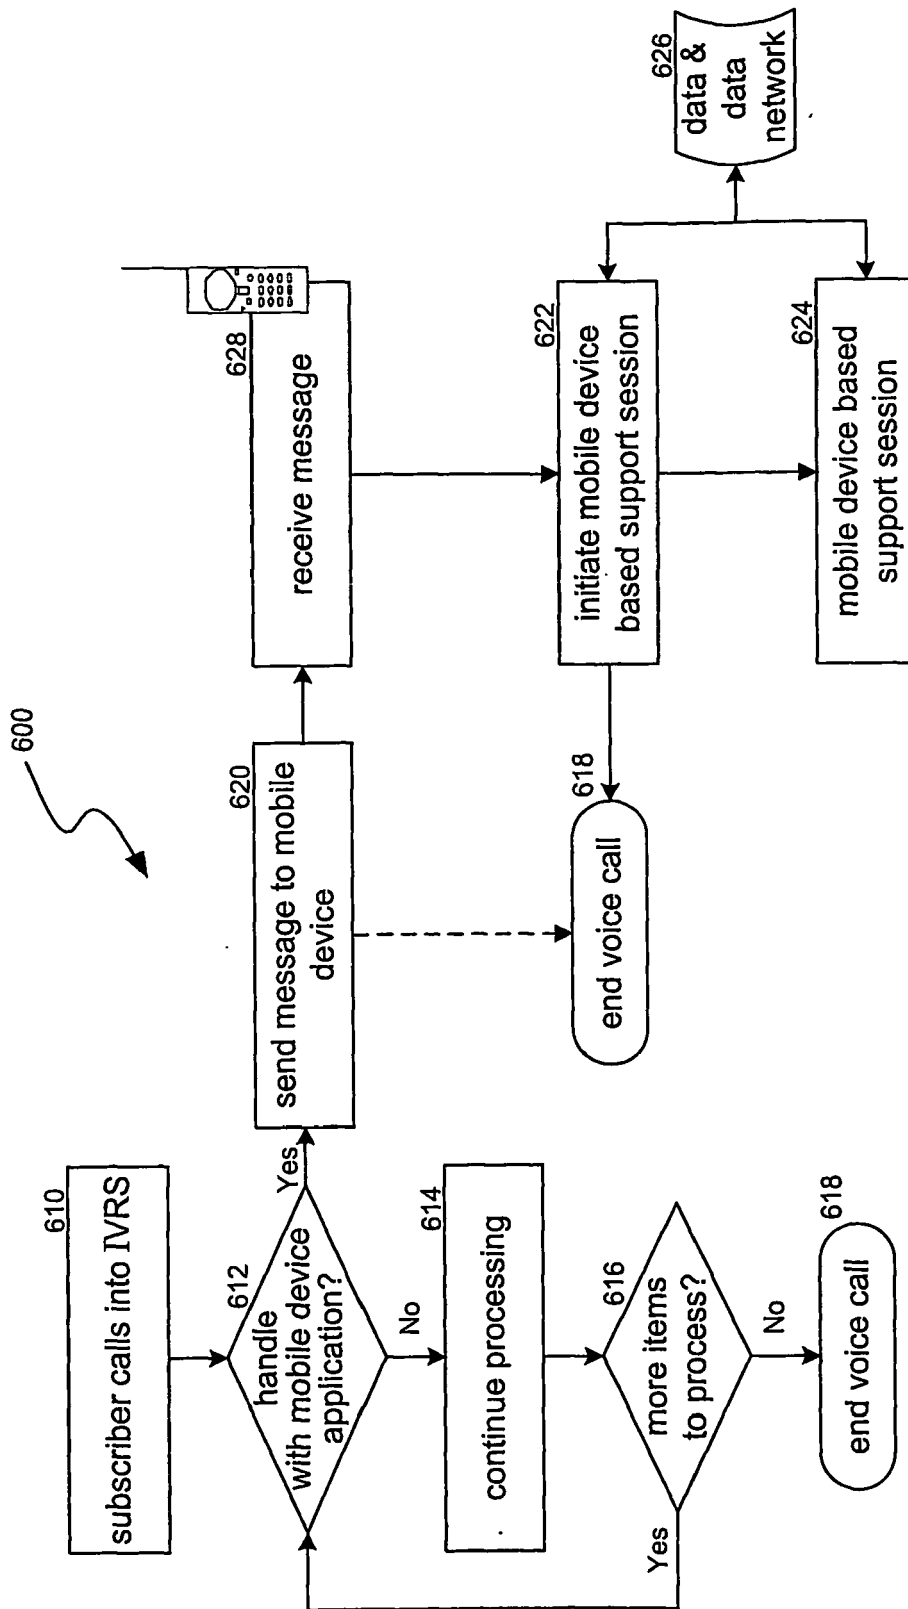 600
610
subscriber calls into IVRS
612
handle
with mobile device
application?
Yes
No
614
continue processing
616
more items
to process?
Yes
No
618
end voice call
620
send message to mobile
device
618
end voice call
628
receive message
622
initiate mobile device
based support session
624
mobile device based
support session
626
data &
data
network